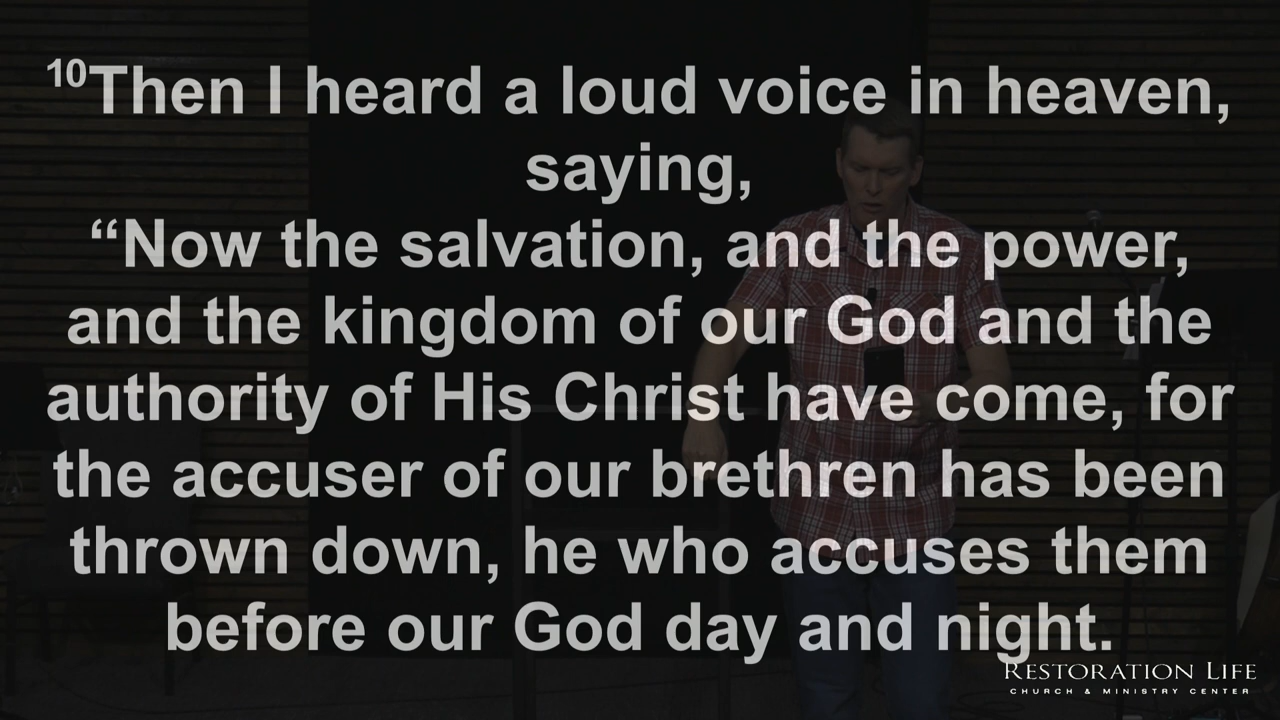 10Then I heard a loud voice in heaven,
saying,
“Now the salvation, and the power,
and the kingdom of our God and the
authority of His Christ have come, for
the accuser of our brethren has been
thrown down, he who accuses them
before our God day and night.
RESTORATION LIFE
CHURCH & MINISTRY CENTER